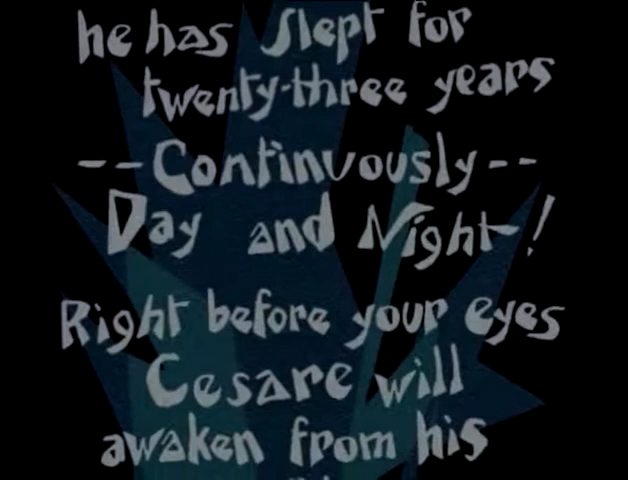 he has slept for
twenty-three years
--Continuously--
Day and Night!
Right before your eyes
Cesare will
awaken from his